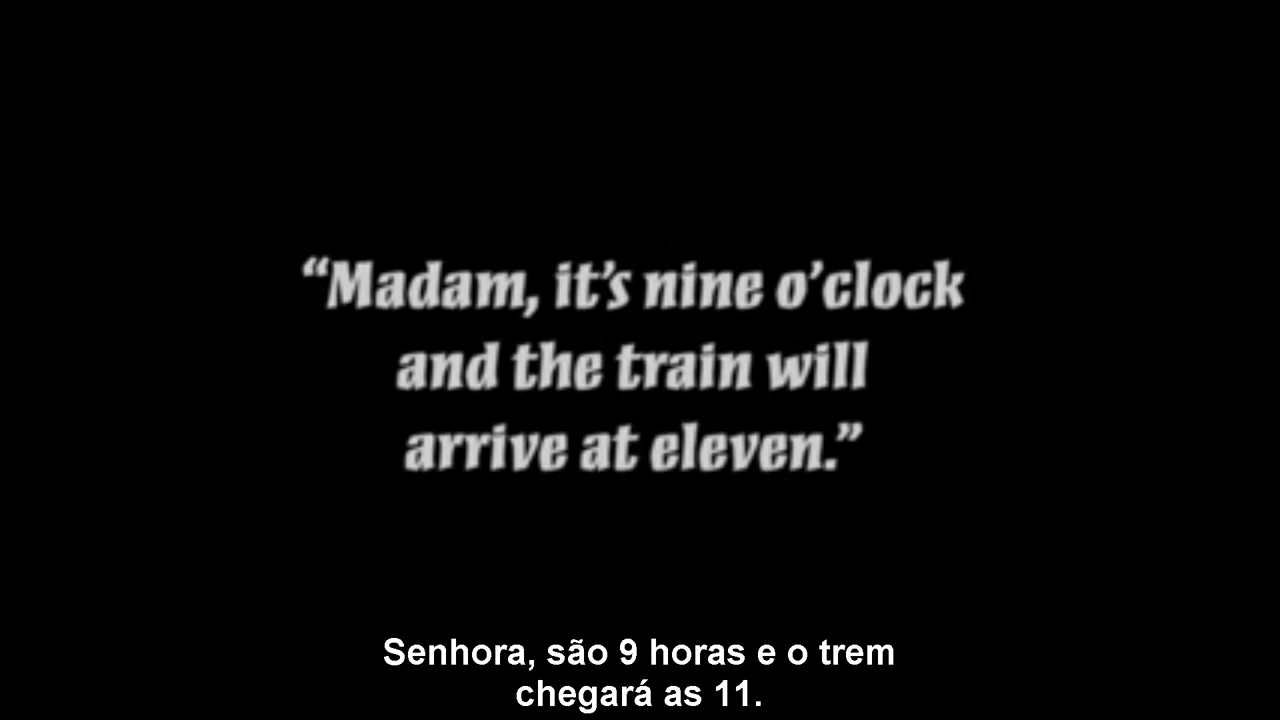 “Madam, it’s nine o’clock
and the train will
arrive at eleven.”
Senhora, são 9 horas e o trem
chegará as 11.